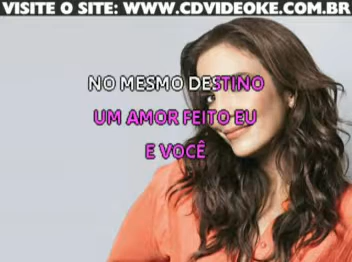 VISITE O SITE: WWW.CDVIDEOKE.COM.BR
NO MESMO DESTINO
UM AMOR FEITO EU
E VOCÊ